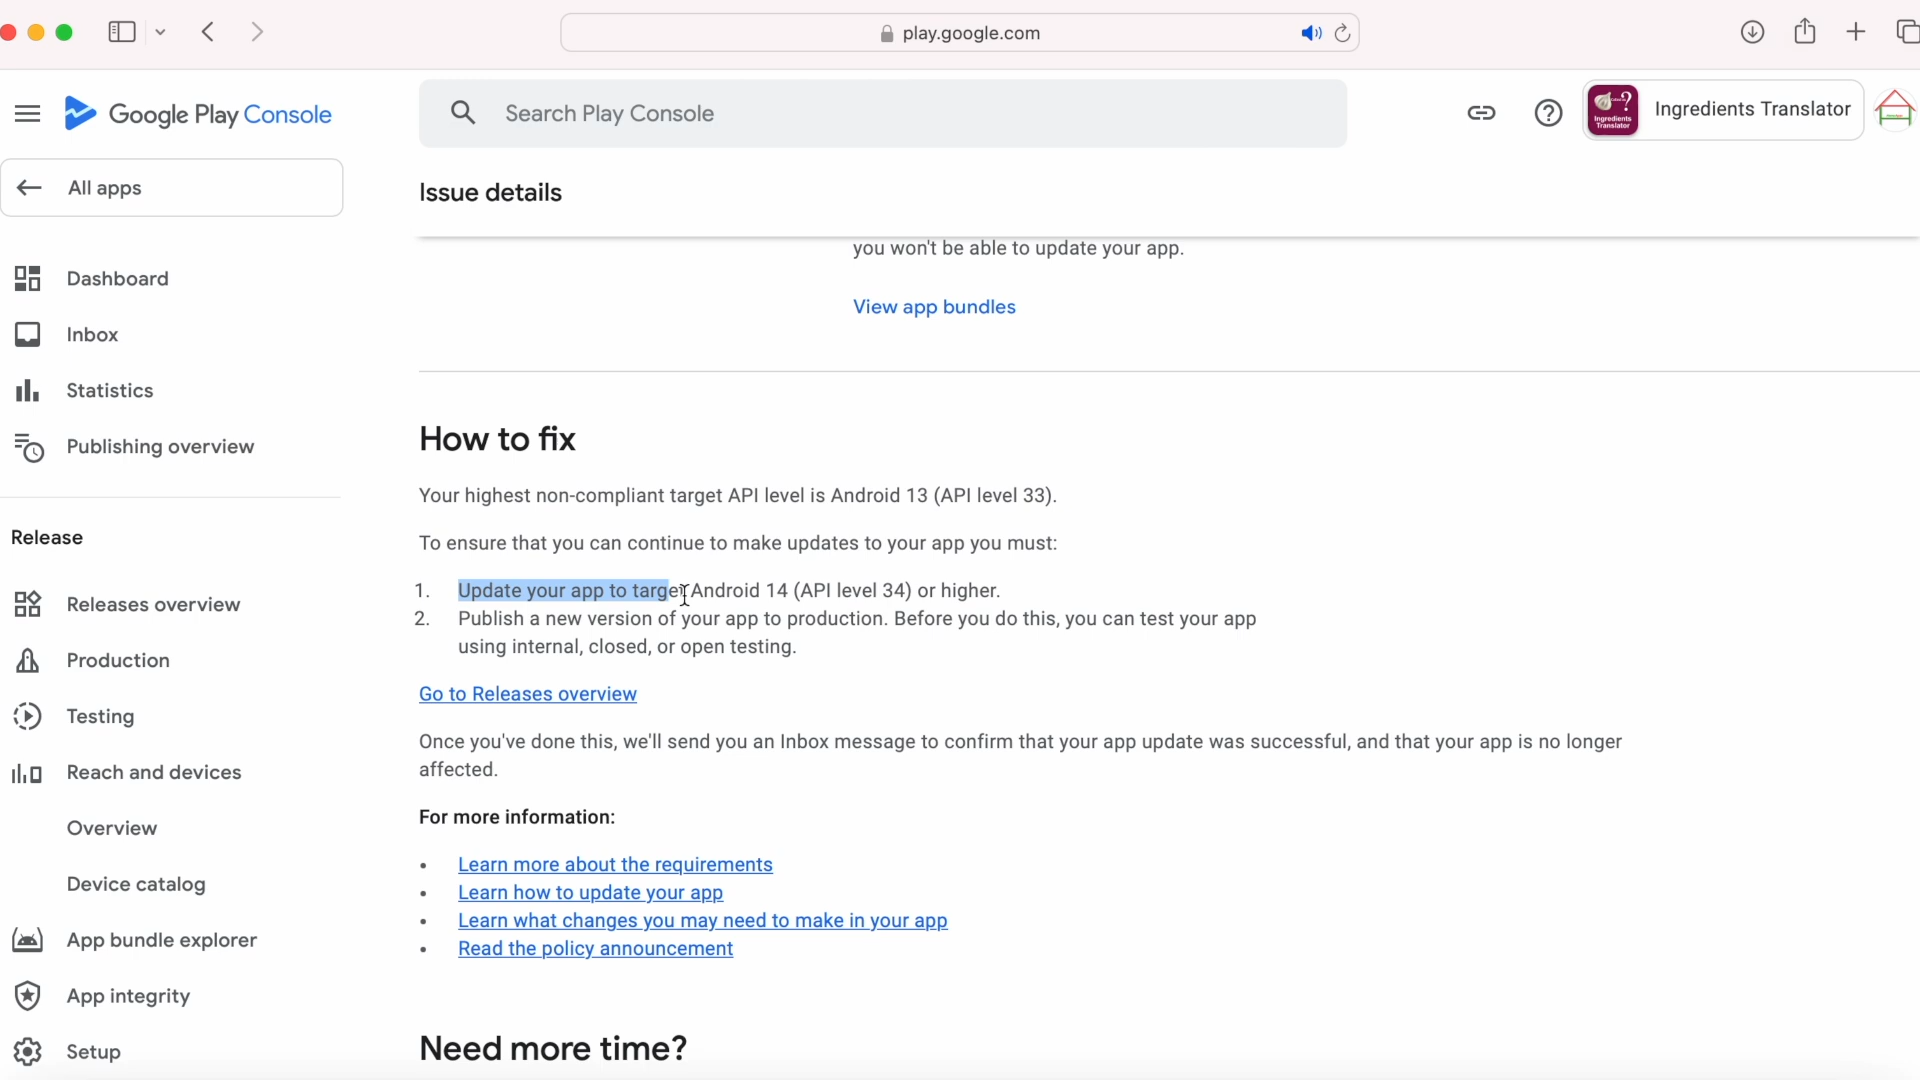 play.google.com
Google Play Console
Search Play Console
Ingredients Translator
Ingredients Translator
All apps
Issue details
you won't be able to update your app.
View app bundles
Dashboard
Inbox
Statistics
Publishing overview
Release
Releases overview
Production
Testing
Reach and devices
Overview
Device catalog
App bundle explorer
App integrity
Setup
How to fix
Your highest non-compliant target API level is Android 13 (API level 33).
To ensure that you can continue to make updates to your app you must:
1. Update your app to target Android 14 (API level 34) or higher.
2. Publish a new version of your app to production. Before you do this, you can test your app
using internal, closed, or open testing.
Go to Releases overview
Once you've done this, we'll send you an Inbox message to confirm that your app update was successful, and that your app is no longer
affected.
For more information:
• Learn more about the requirements
• Learn how to update your app
• Learn what changes you may need to make in your app
• Read the policy announcement
Need more time?